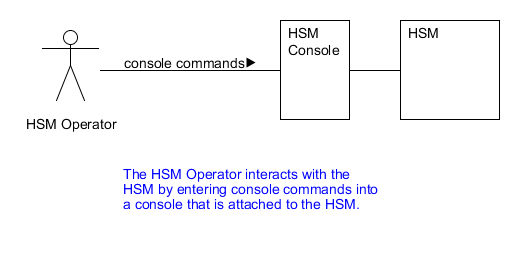 HSM
Console
HSM
console commands
HSM Operator
The HSM Operator interacts with the
HSM by entering console commands into
a console that is attached to the HSM.